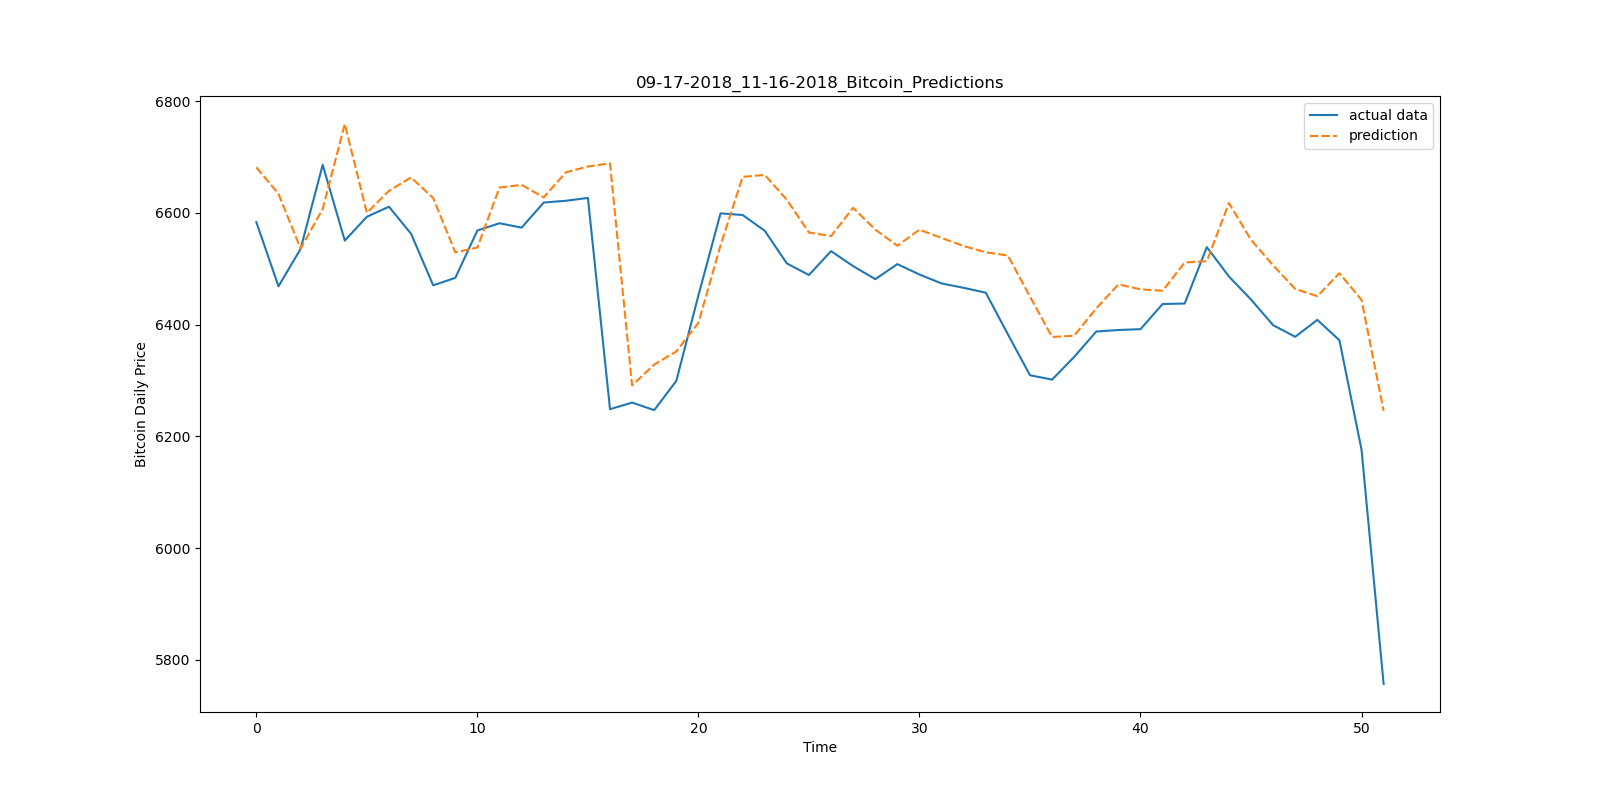 09-17-2018_11-16-2018_Bitcoin_Predictions
actual data
prediction
6800
6600
6400
6200
6000
5800
Bitcoin Daily Price
0 10 20 30 40 50
Time